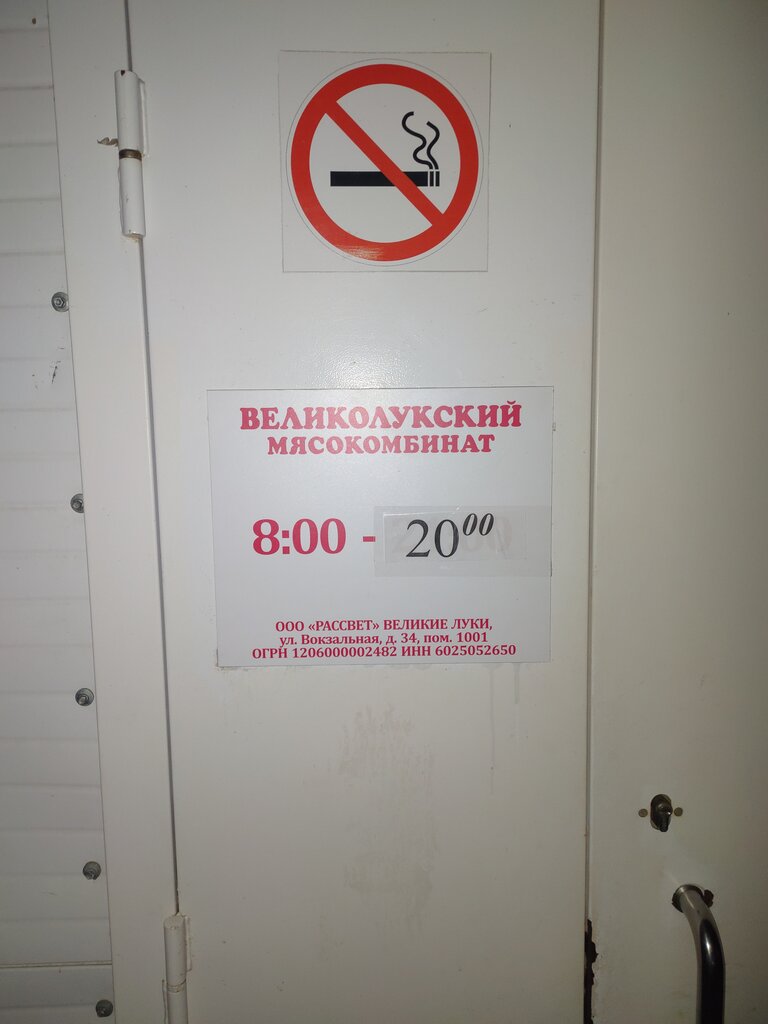 ВЕЛИКОЛУКСКИЙ
МЯСОКОМБИНАТ
8:00 - 20⁰⁰
ООО «РАССВЕТ» ВЕЛИКИЕ ЛУКИ,
ул. Вокзальная, д. 34, пом. 1001
ОГРН 1206000002482 ИНН 6025052650